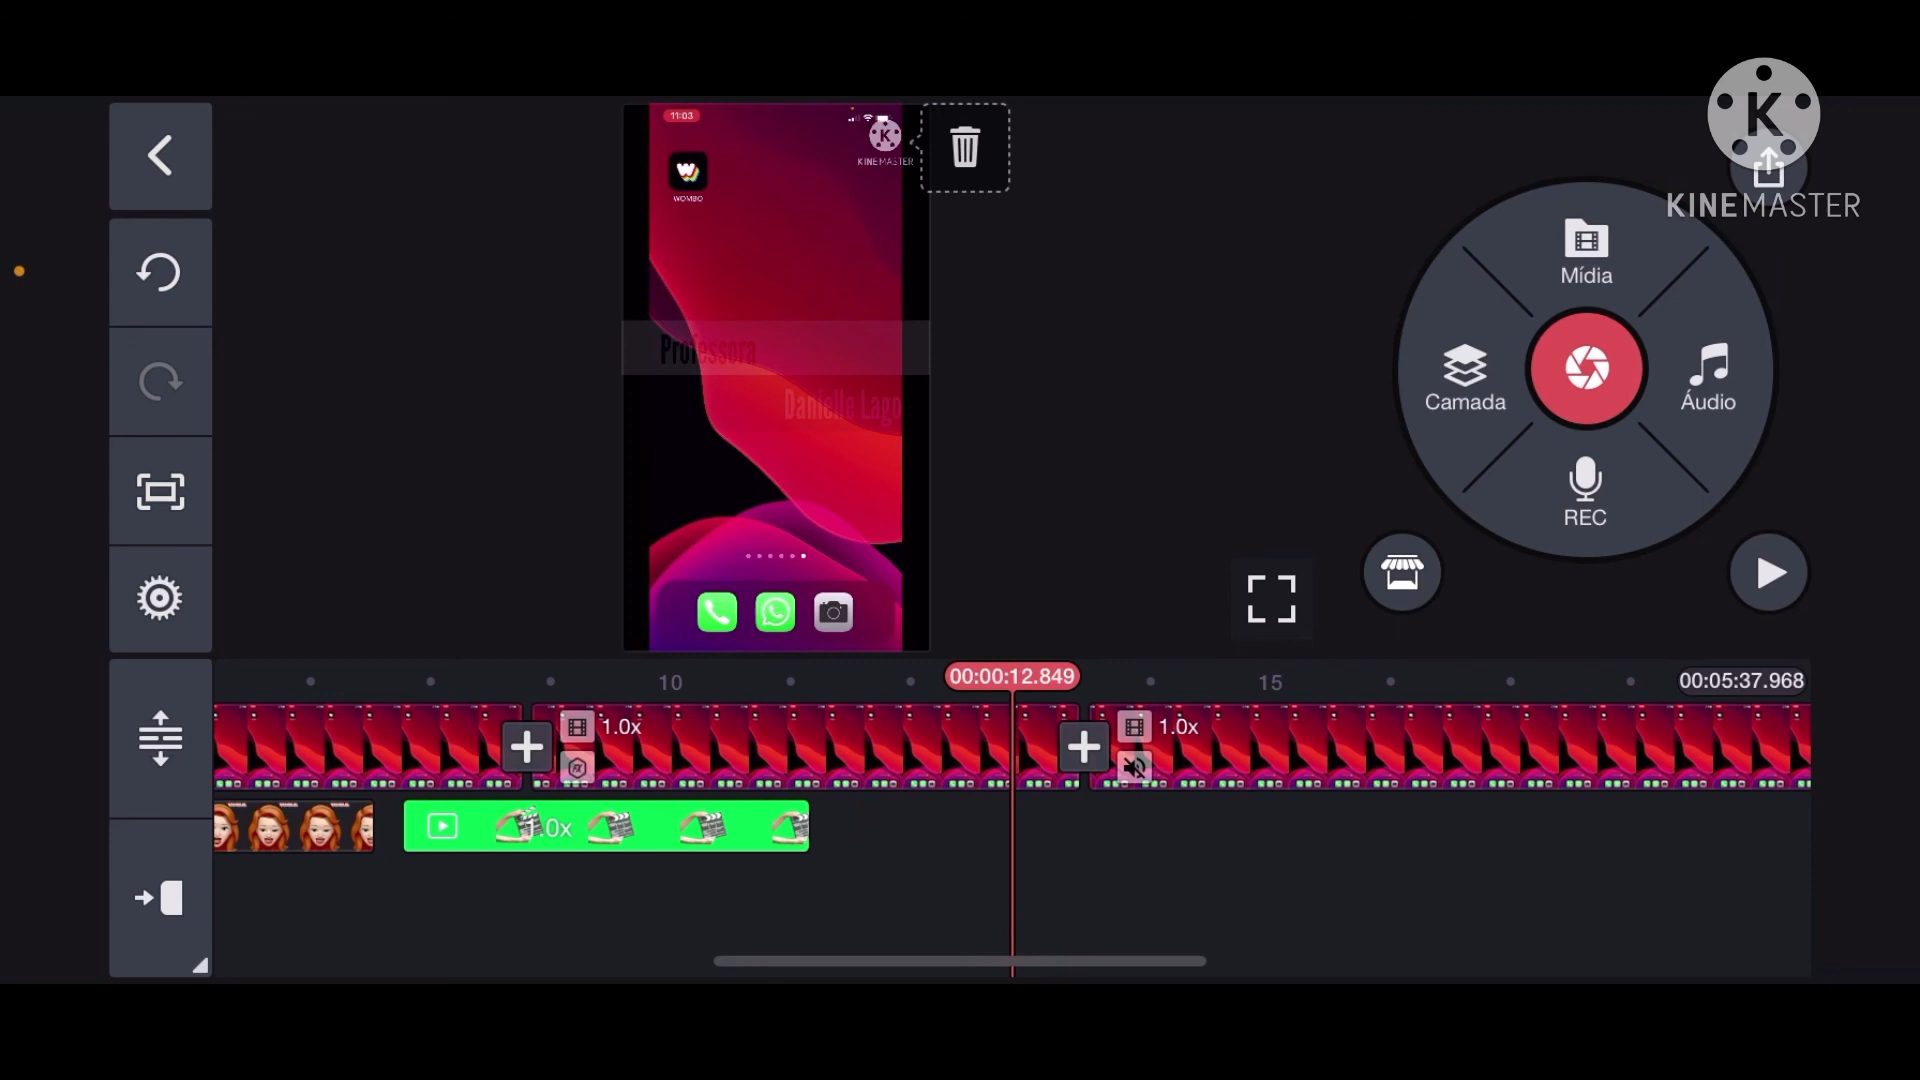 11:03
KINEMASTER
WOMBO
Professora
Danielle Lago
K
KINEMASTER
Mídia
Camada
Áudio
REC
10
00:00:12.849
15
00:05:37.968
1.0x
1.0x
1.0x